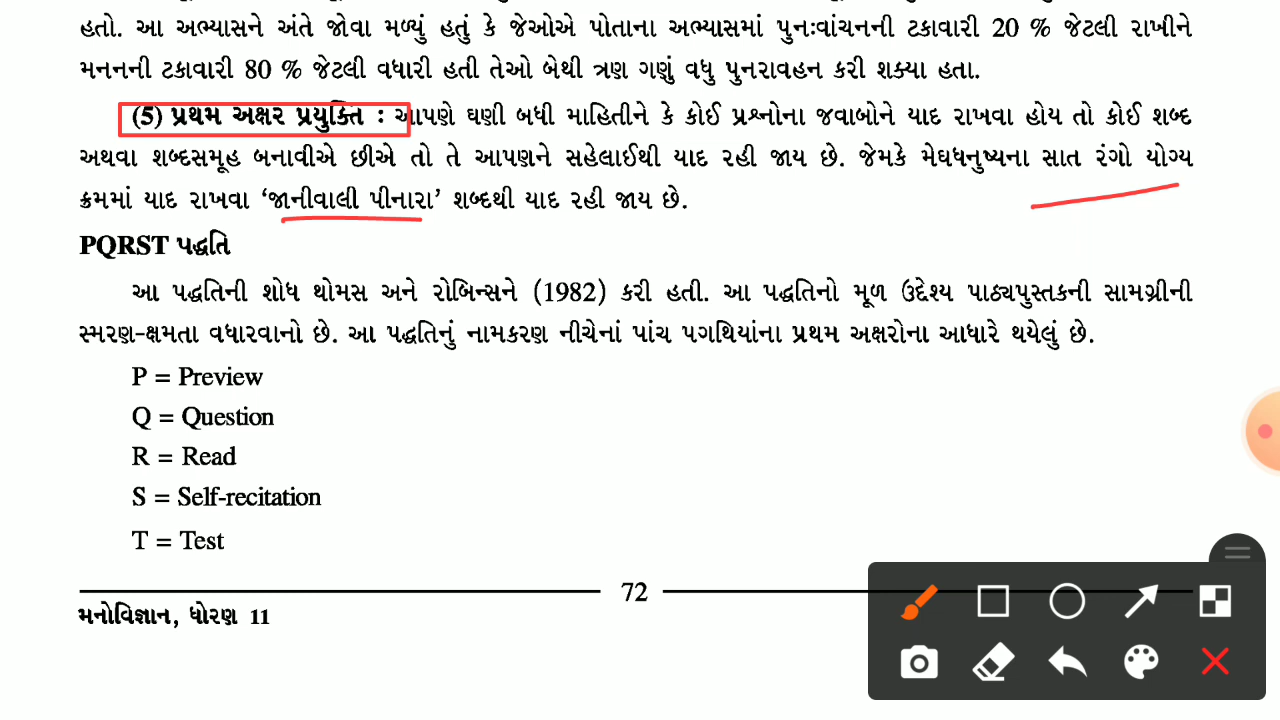 હતો. આ અભ્યાસને અંતે જોવા મળ્યું હતું કે જેઓએ પોતાના અભ્યાસમાં પુનઃવાંચનની ટકાવારી 20 % જેટલી રાખીને
મનનની ટકાવારી 80 % જેટલી વધારી હતી તેઓ બેથી ત્રણ ગણું વધુ પુનરાવહન કરી શક્યા હતા.
(5) પ્રથમ અક્ષર પ્રયુક્તિ : આપણે ઘણી બધી માહિતીને કે કોઈ પ્રશ્નોના જવાબોને યાદ રાખવા હોય તો કોઈ શબ્દ
અથવા શબ્દસમૂહ બનાવીએ છીએ તો તે આપણને સહેલાઈથી યાદ રહી જાય છે. જેમકે મેઘધનુષ્યના સાત રંગો યોગ્ય
ક્રમમાં યાદ રાખવા ‘જાનીવાલી પીનારા’ શબ્દથી યાદ રહી જાય છે.
PQRST પદ્ધતિ
આ પદ્ધતિની શોધ થોમસ અને રોબિન્સને (1982) કરી હતી. આ પદ્ધતિનો મૂળ ઉદ્દેશ્ય પાઠ્યપુસ્તકની સામગ્રીની
સ્મરણ-ક્ષમતા વધારવાનો છે. આ પદ્ધતિનું નામકરણ નીચેનાં પાંચ પગથિયાંના પ્રથમ અક્ષરોના આધારે થયેલું છે.
P = Preview
Q = Question
R = Read
S = Self-recitation
T = Test
72
મનોવિજ્ઞાન, ધોરણ 11